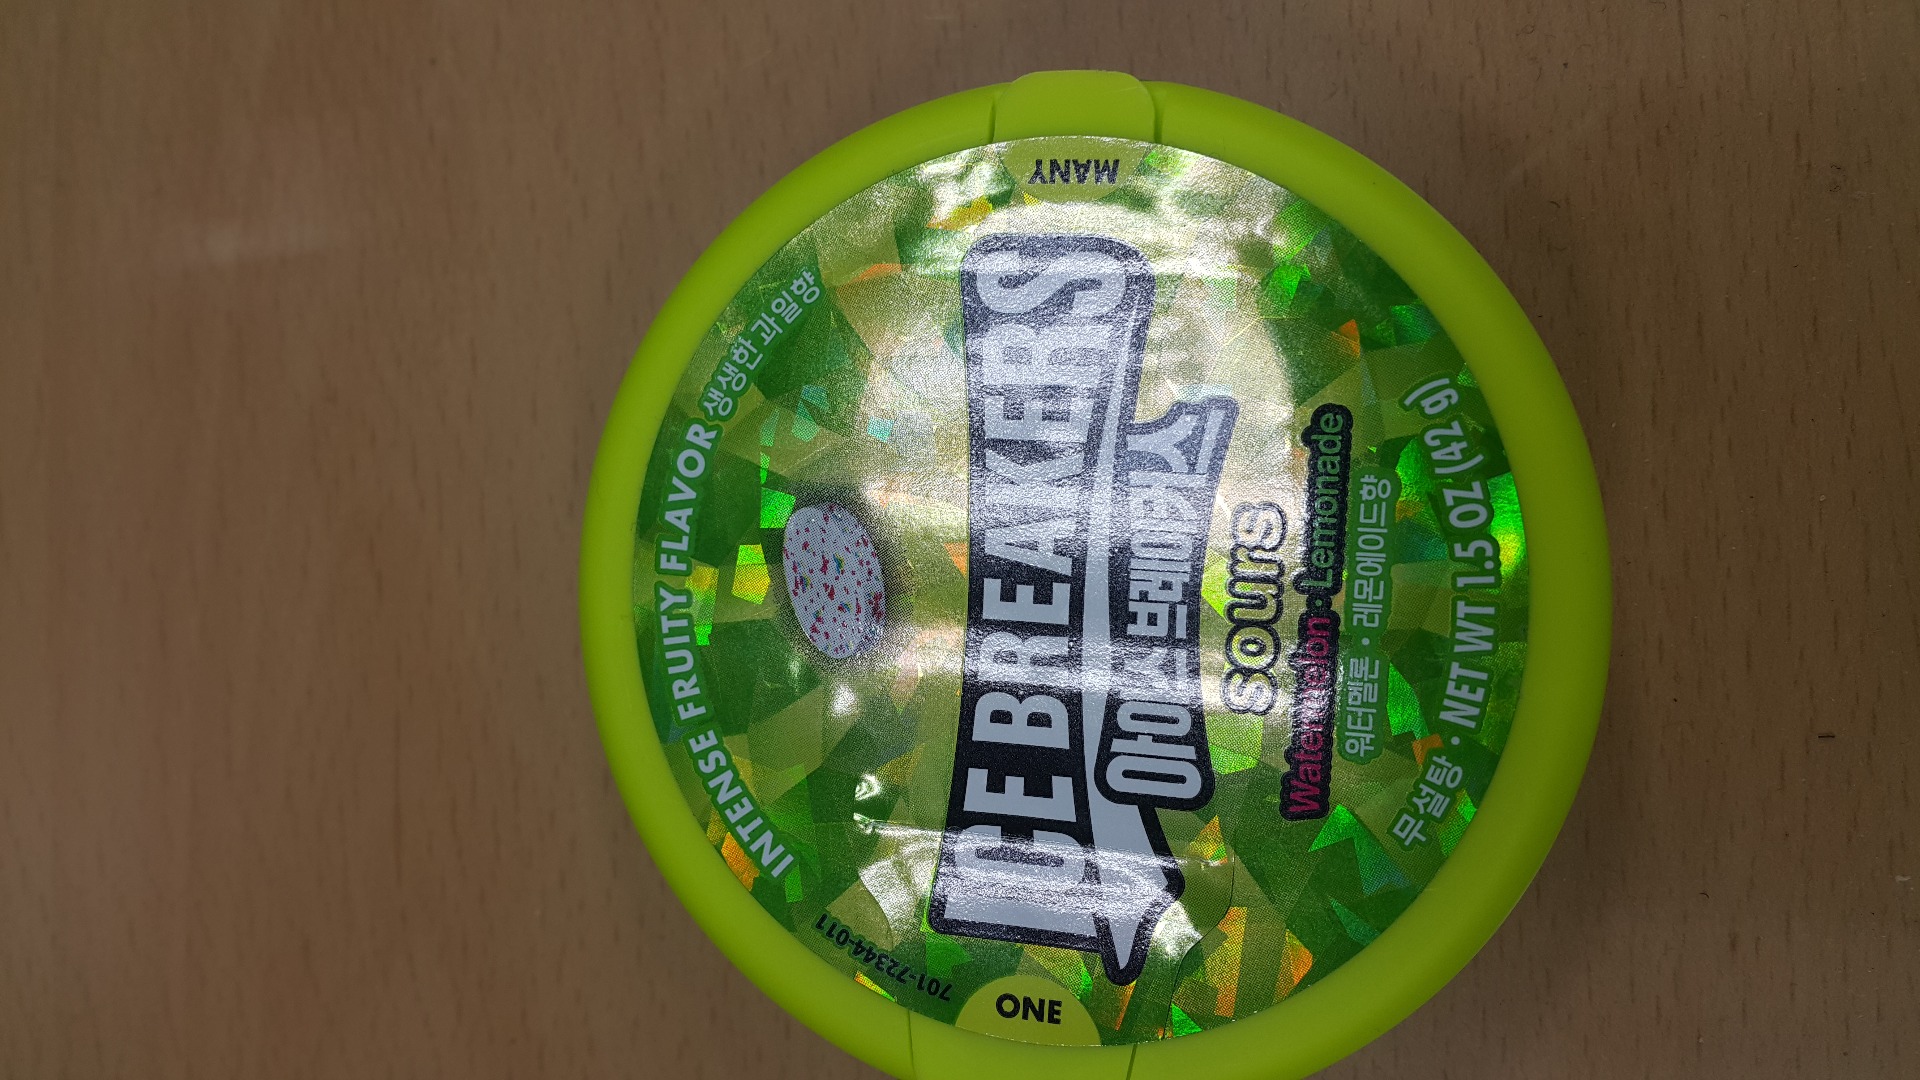 MANY
INTENSE FRUITY FLAVOR 생생한 과일향
ICE BREAKERS
아이스브레이커스
sours
Watermelon • Lemonade
워터멜론 • 레몬에이드향
무설탕 • NET WT 1.5 OZ (42 g)
701-72344-011
ONE